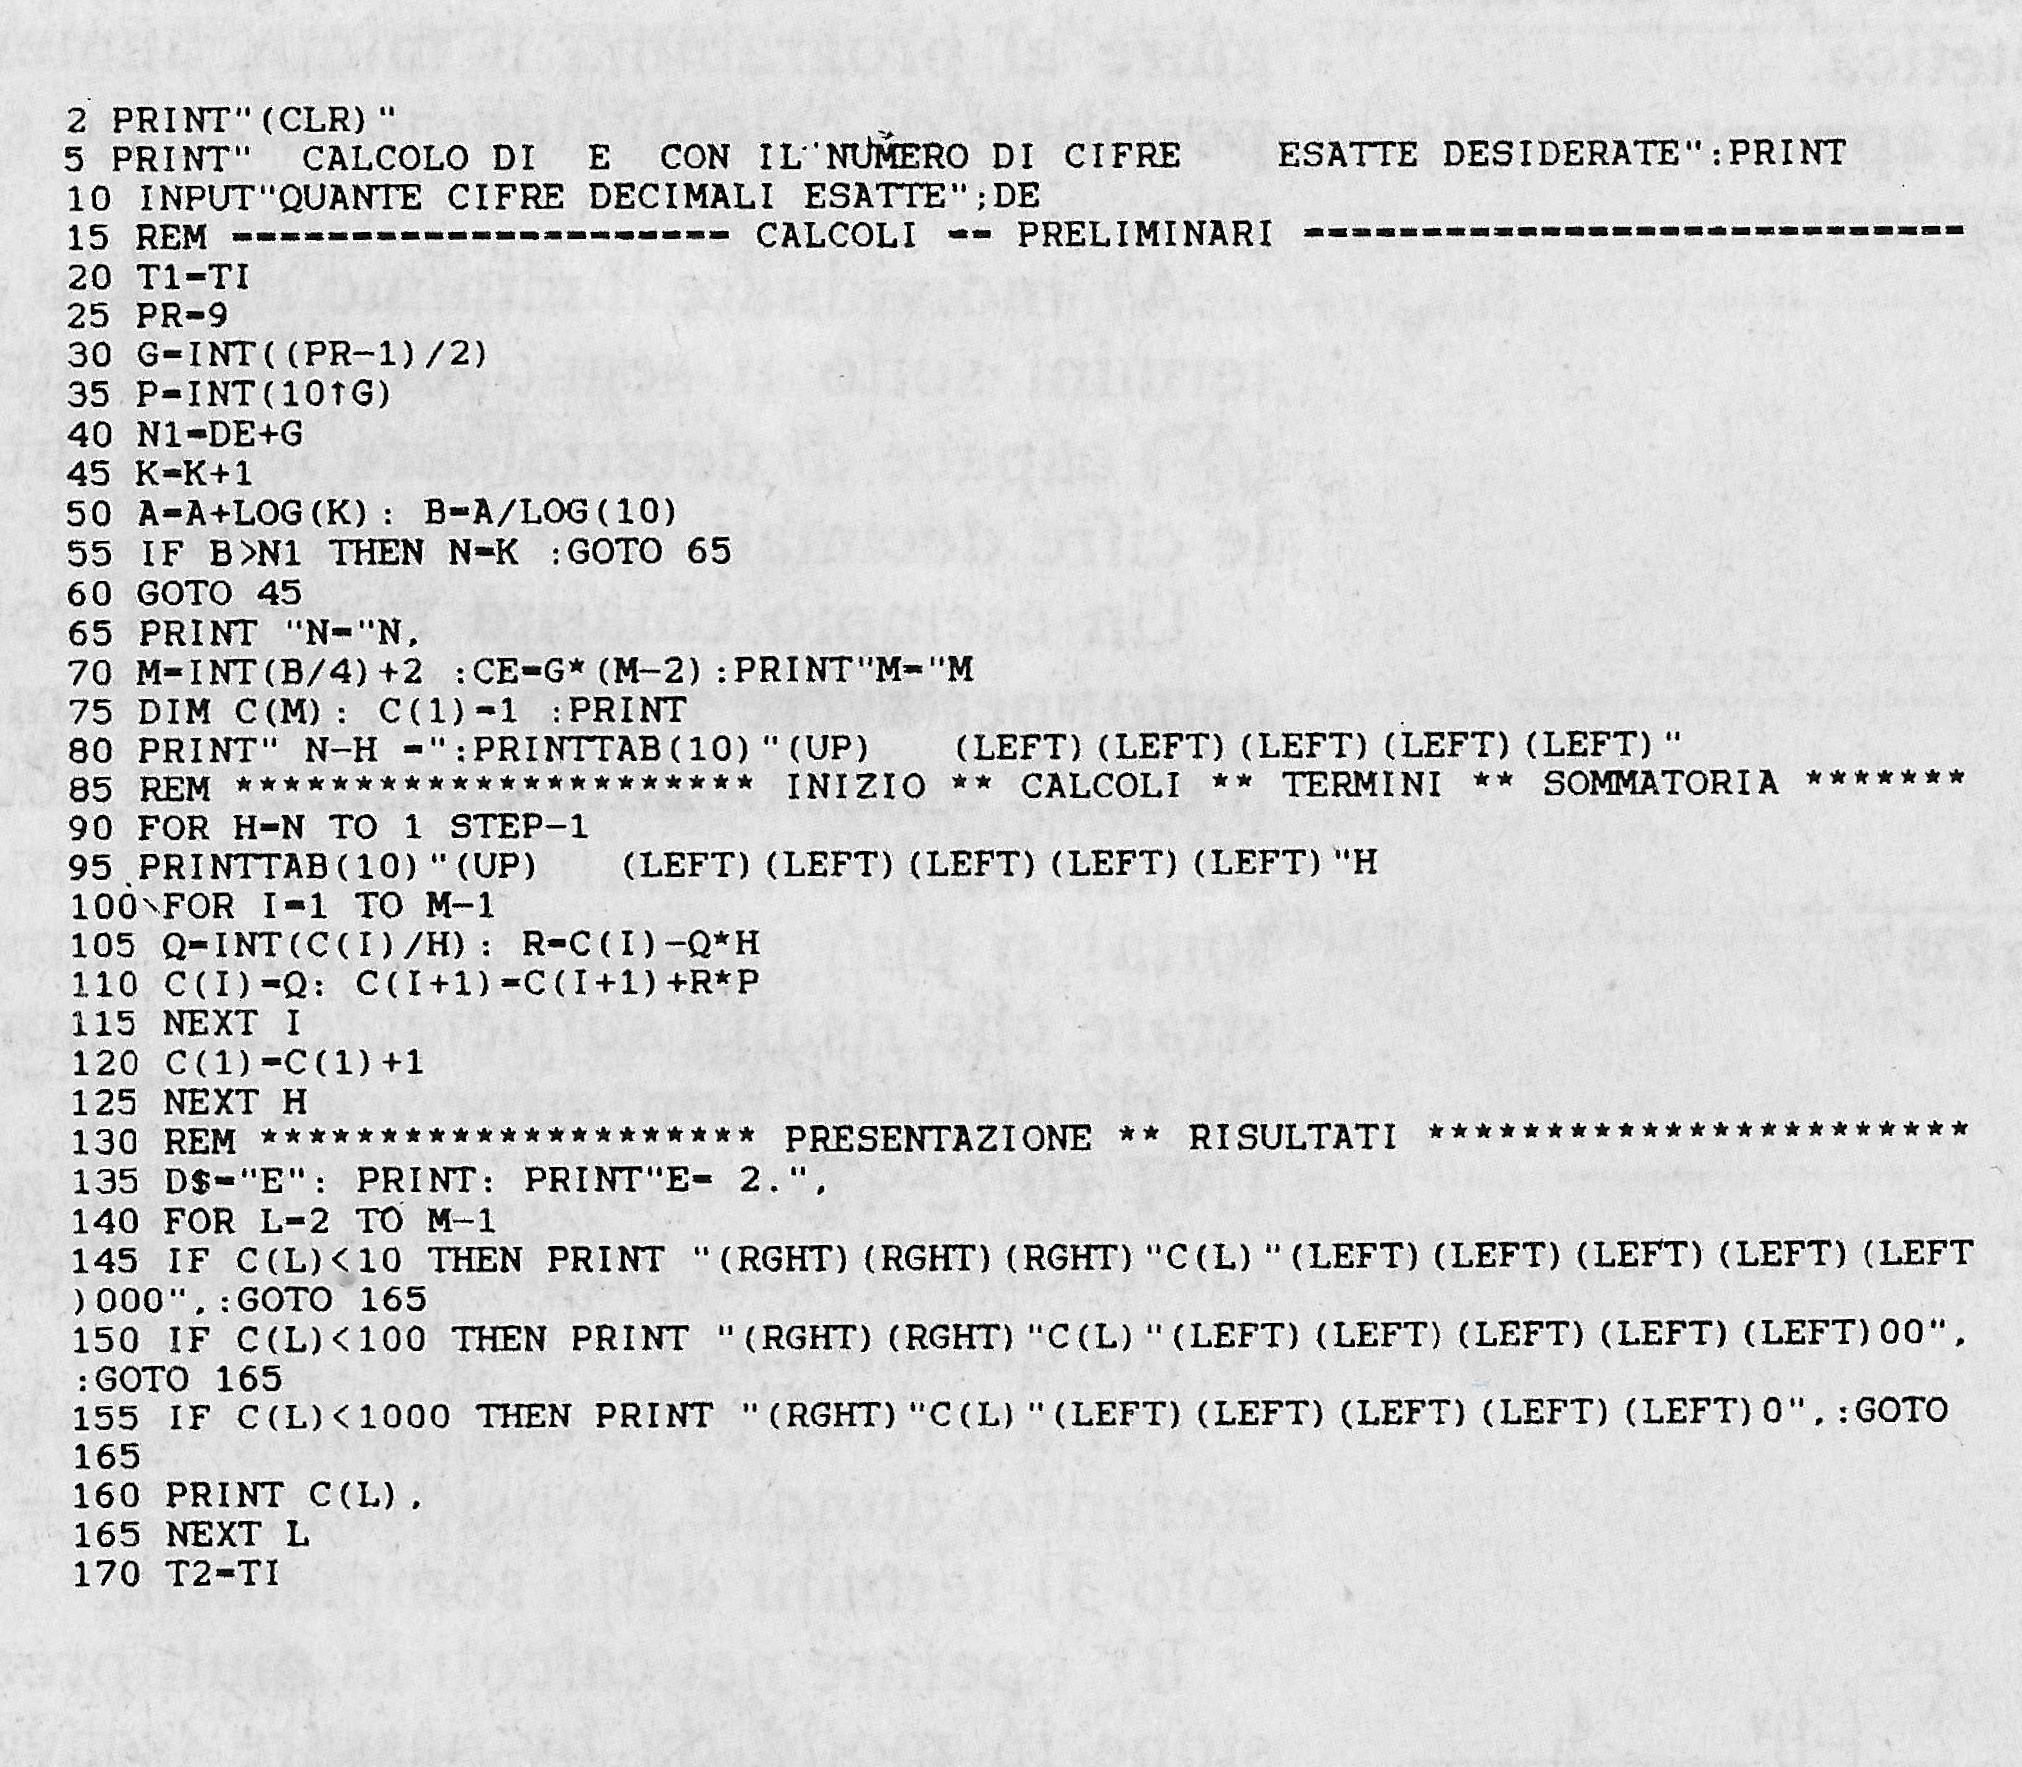 2 PRINT"(CLR)"
5 PRINT"  CALCOLO DI  E  CON IL NUMERO DI CIFRE    ESATTE DESIDERATE":PRINT
10 INPUT"QUANTE CIFRE DECIMALI ESATTE";DE
15 REM --------------------- CALCOLI -- PRELIMINARI ----------------------------
20 T1=TI
25 PR=9
30 G=INT((PR-1)/2)
35 P=INT(10↑G)
40 N1=DE+G
45 K=K+1
50 A=A+LOG(K): B=A/LOG(10)
55 IF B>N1 THEN N=K :GOTO 65
60 GOTO 45
65 PRINT "N="N,
70 M=INT(B/4)+2 :CE=G*(M-2):PRINT"M="M
75 DIM C(M): C(1)=1 :PRINT
80 PRINT" N-H =":PRINTTAB(10)"(UP)    (LEFT)(LEFT)(LEFT)(LEFT)(LEFT)"
85 REM ********************** INIZIO ** CALCOLI ** TERMINI ** SOMMATORIA *******
90 FOR H=N TO 1 STEP-1
95 PRINTTAB(10)"(UP)    (LEFT)(LEFT)(LEFT)(LEFT)(LEFT)"H
100 FOR I=1 TO M-1
105 Q=INT(C(I)/H): R=C(I)-Q*H
110 C(I)=Q: C(I+1)=C(I+1)+R*P
115 NEXT I
120 C(1)=C(1)+1
125 NEXT H
130 REM ********************* PRESENTAZIONE ** RISULTATI ***********************
135 D$="E": PRINT: PRINT"E= 2.",
140 FOR L=2 TO M-1
145 IF C(L)<10 THEN PRINT "(RGHT)(RGHT)(RGHT)"C(L)"(LEFT)(LEFT)(LEFT)(LEFT)(LEFT
)000",:GOTO 165
150 IF C(L)<100 THEN PRINT "(RGHT)(RGHT)"C(L)"(LEFT)(LEFT)(LEFT)(LEFT)(LEFT)00",
:GOTO 165
155 IF C(L)<1000 THEN PRINT "(RGHT)"C(L)"(LEFT)(LEFT)(LEFT)(LEFT)(LEFT)0",:GOTO
165
160 PRINT C(L),
165 NEXT L
170 T2=TI